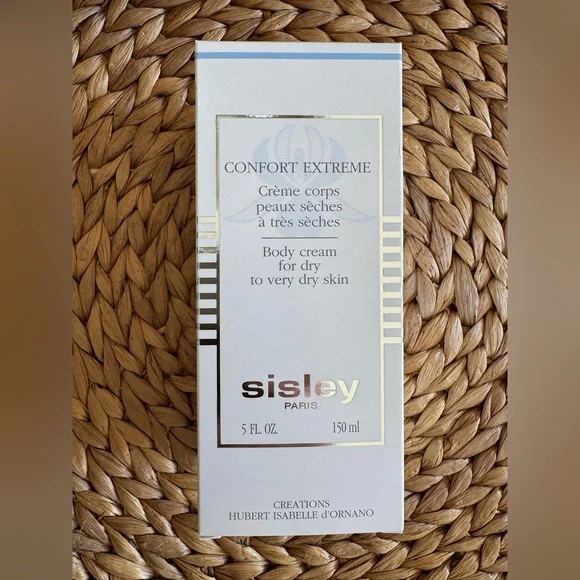 CONFORT EXTREME
Crème corps
peaux sèches
à très sèches
Body cream
for dry
to very dry skin
sisley
PARIS
5 FL. OZ. 150 ml
CREATIONS
HUBERT ISABELLE d'ORNANO